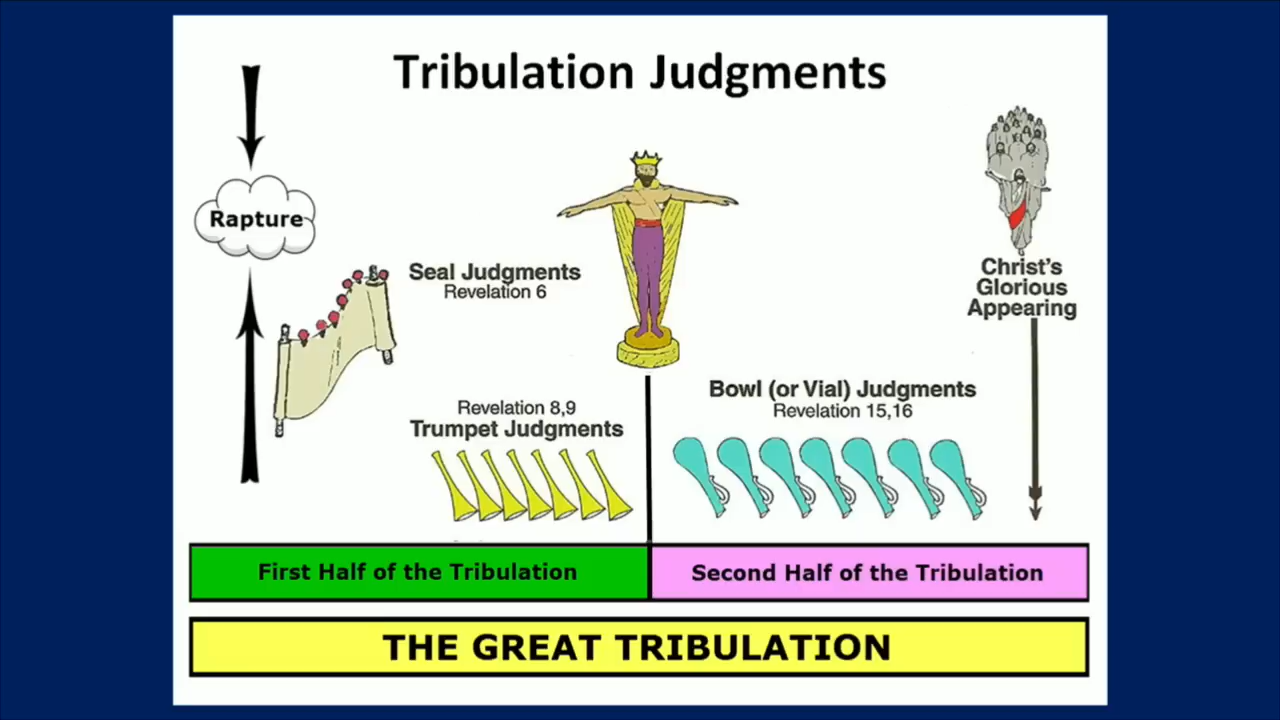 Tribulation Judgments
Rapture
Seal Judgments
Revelation 6
Christ's
Glorious
Appearing
Revelation 8,9
Trumpet Judgments
Bowl (or Vial) Judgments
Revelation 15,16
First Half of the Tribulation
Second Half of the Tribulation
THE GREAT TRIBULATION